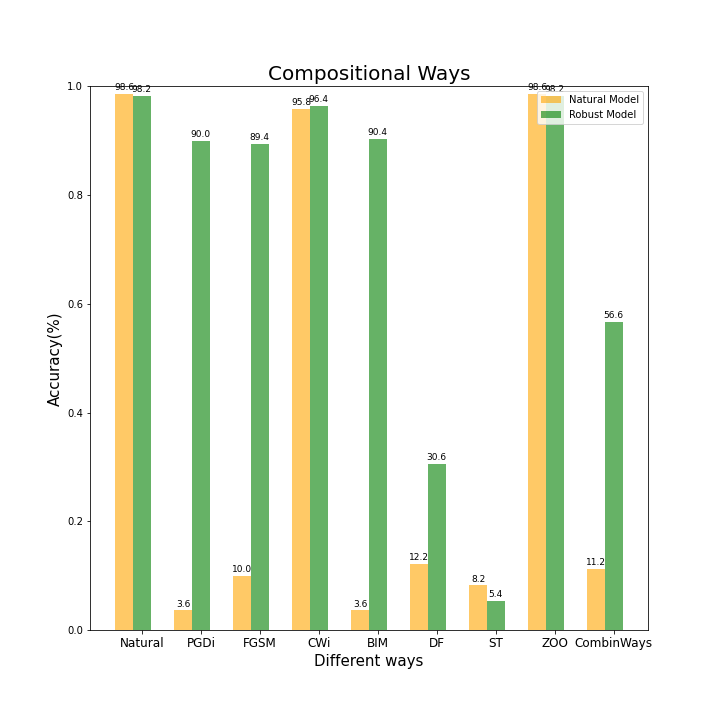 Compositional Ways
98.6 98.2 3.6 90.0 10.0 89.4 95.8 96.4 3.6 90.4 12.2 30.6 8.2 5.4 98.6 98.2 11.2 56.6
Natural Model
Robust Model
1.0
0.8
0.6
0.4
0.2
0.0
Accuracy(%)
Natural PGDi FGSM CWi BIM DF ST ZOO CombinWays
Different ways